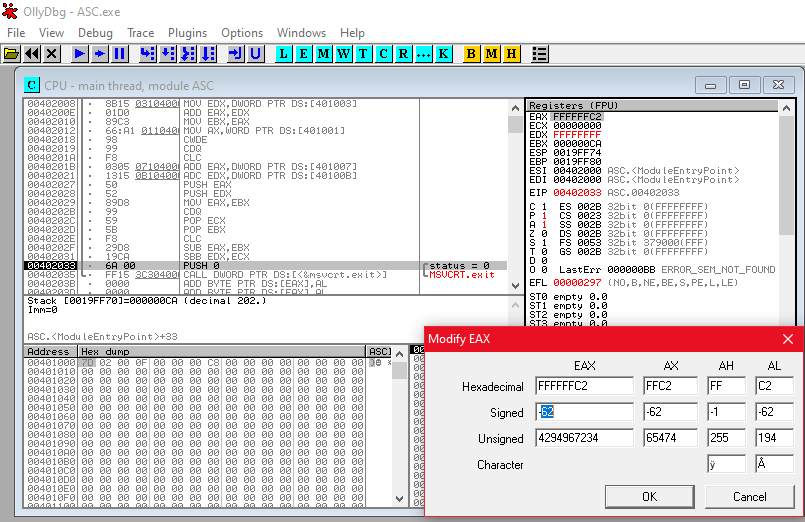 OllyDbg - ASC.exe
File View Debug Trace Plugins Options Windows Help
L E M W T C R ... K B M H
C CPU - main thread, module ASC
00402008 8B15 03104000 MOV EDX,DWORD PTR DS:[401003]
0040200E 01D0 ADD EAX,EDX
00402010 89C3 MOV EBX,EAX
00402012 66:A1 01104000 MOV AX,WORD PTR DS:[401001]
00402018 98 CWDE
00402019 99 CDQ
0040201A F8 CLC
0040201B 0305 07104000 ADD EAX,DWORD PTR DS:[401007]
00402021 1315 0B104000 ADC EDX,DWORD PTR DS:[40100B]
00402027 50 PUSH EAX
00402028 52 PUSH EDX
00402029 89D8 MOV EAX,EBX
0040202B 99 CDQ
0040202C 59 POP ECX
0040202D 5B POP EBX
0040202E F8 CLC
0040202F 29D8 SUB EAX,EBX
00402031 19CA SBB EDX,ECX
00402033 6A 00 PUSH 0 status = 0
00402035 FF15 3C304000 CALL DWORD PTR DS:[<&msvcrt.exit>] MSVCRT.exit
0040203B 0000 ADD BYTE PTR DS:[EAX],AL
Stack [0019FF70]=000000CA (decimal 202.)
Imm=0
ASC.<ModuleEntryPoint>+33
Registers (FPU)
EAX FFFFFFC2
ECX 00000000
EDX FFFFFFFF
EBX 000000CA
ESP 0019FF74
EBP 0019FF80
ESI 00402000 ASC.<ModuleEntryPoint>
EDI 00402000 ASC.<ModuleEntryPoint>
EIP 00402033 ASC.00402033
C 1 ES 002B 32bit 0(FFFFFFFF)
P 1 CS 0023 32bit 0(FFFFFFFF)
A 1 SS 002B 32bit 0(FFFFFFFF)
Z 0 DS 002B 32bit 0(FFFFFFFF)
S 1 FS 0053 32bit 379000(FFF)
T 0 GS 002B 32bit 0(FFFFFFFF)
D 0
O 0 LastErr 000000BB ERROR_SEM_NOT_FOUND
EFL 00000297 (NO,B,NE,BE,S,PE,L,LE)
ST0 empty 0.0
ST1 empty 0.0
ST2 empty 0.0
Address Hex dump ASCI
00401000 7D 02 00 0F 00 00 00 C8 00 00 00 00 00 00 00 00
00401010 00 00 00 00 00 00 00 00 00 00 00 00 00 00 00 00
00401020 00 00 00 00 00 00 00 00 00 00 00 00 00 00 00 00
00401030 00 00 00 00 00 00 00 00 00 00 00 00 00 00 00 00
00401040 00 00 00 00 00 00 00 00 00 00 00 00 00 00 00 00
00401050 00 00 00 00 00 00 00 00 00 00 00 00 00 00 00 00
00401060 00 00 00 00 00 00 00 00 00 00 00 00 00 00 00 00
00401070 00 00 00 00 00 00 00 00 00 00 00 00 00 00 00 00
00401080 00 00 00 00 00 00 00 00 00 00 00 00 00 00 00 00
00401090 00 00 00 00 00 00 00 00 00 00 00 00 00 00 00 00
004010A0 00 00 00 00 00 00 00 00 00 00 00 00 00 00 00 00
004010B0 00 00 00 00 00 00 00 00 00 00 00 00 00 00 00 00
004010C0 00 00 00 00 00 00 00 00 00 00 00 00 00 00 00 00
004010D0 00 00 00 00 00 00 00 00 00 00 00 00 00 00 00 00
004010E0 00 00 00 00 00 00 00 00 00 00 00 00 00 00 00 00
004010F0 00 00 00 00 00 00 00 00 00 00 00 00 00 00 00 00
Modify EAX
EAX AX AH AL
Hexadecimal FFFFFFC2 FFC2 FF C2
Signed -62 -62 -1 -62
Unsigned 4294967234 65474 255 194
Character ÿ Â
OK Cancel